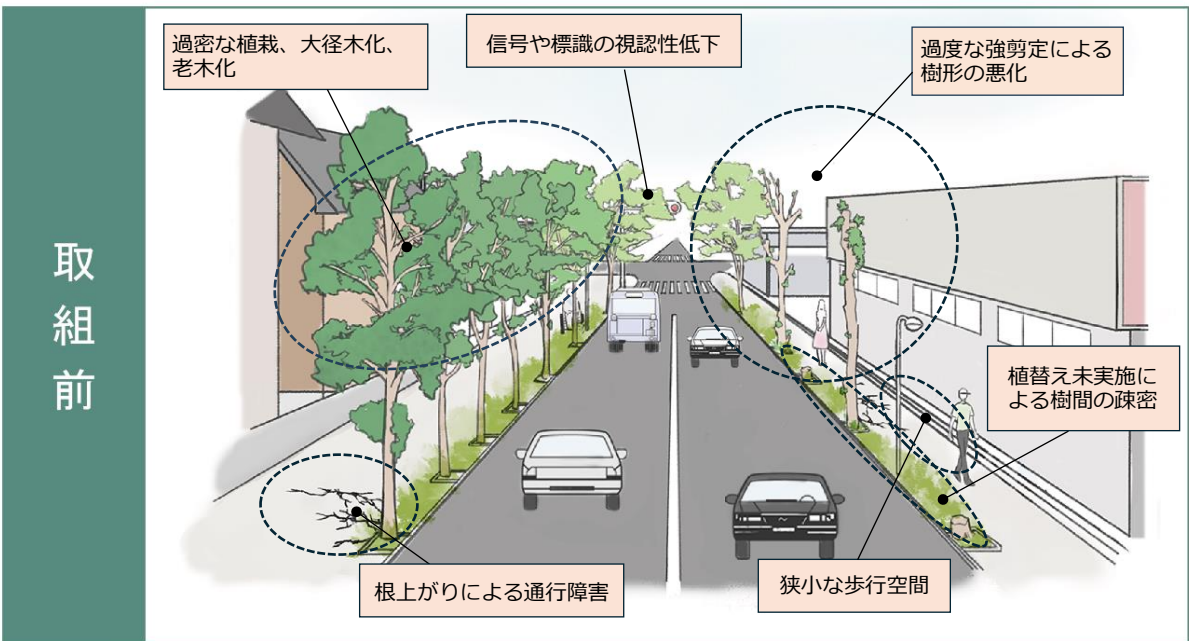 取組前
過密な植栽、大径木化、
老木化
信号や標識の視認性低下
過度な強剪定による
樹形の悪化
植替え未実施に
よる樹間の疎密
根上がりによる通行障害
狭小な歩行空間